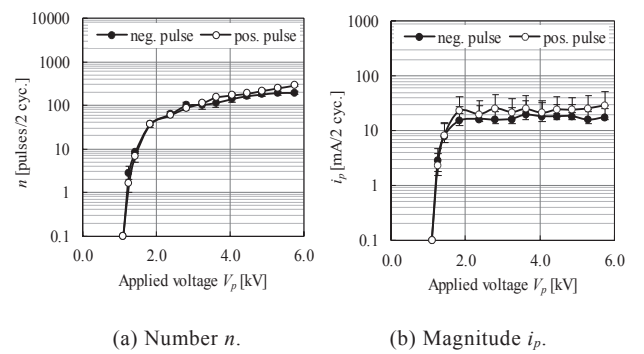 neg. pulse pos. pulse
10000
1000
100
10
1
0.1
n [pulses/2 cyc.]
0.0 2.0 4.0 6.0
Applied voltage Vp [kV]
(a) Number n.
neg. pulse pos. pulse
1000
100
10
1
0.1
ip [mA/2 cyc.]
0.0 2.0 4.0 6.0
Applied voltage Vp [kV]
(b) Magnitude ip.